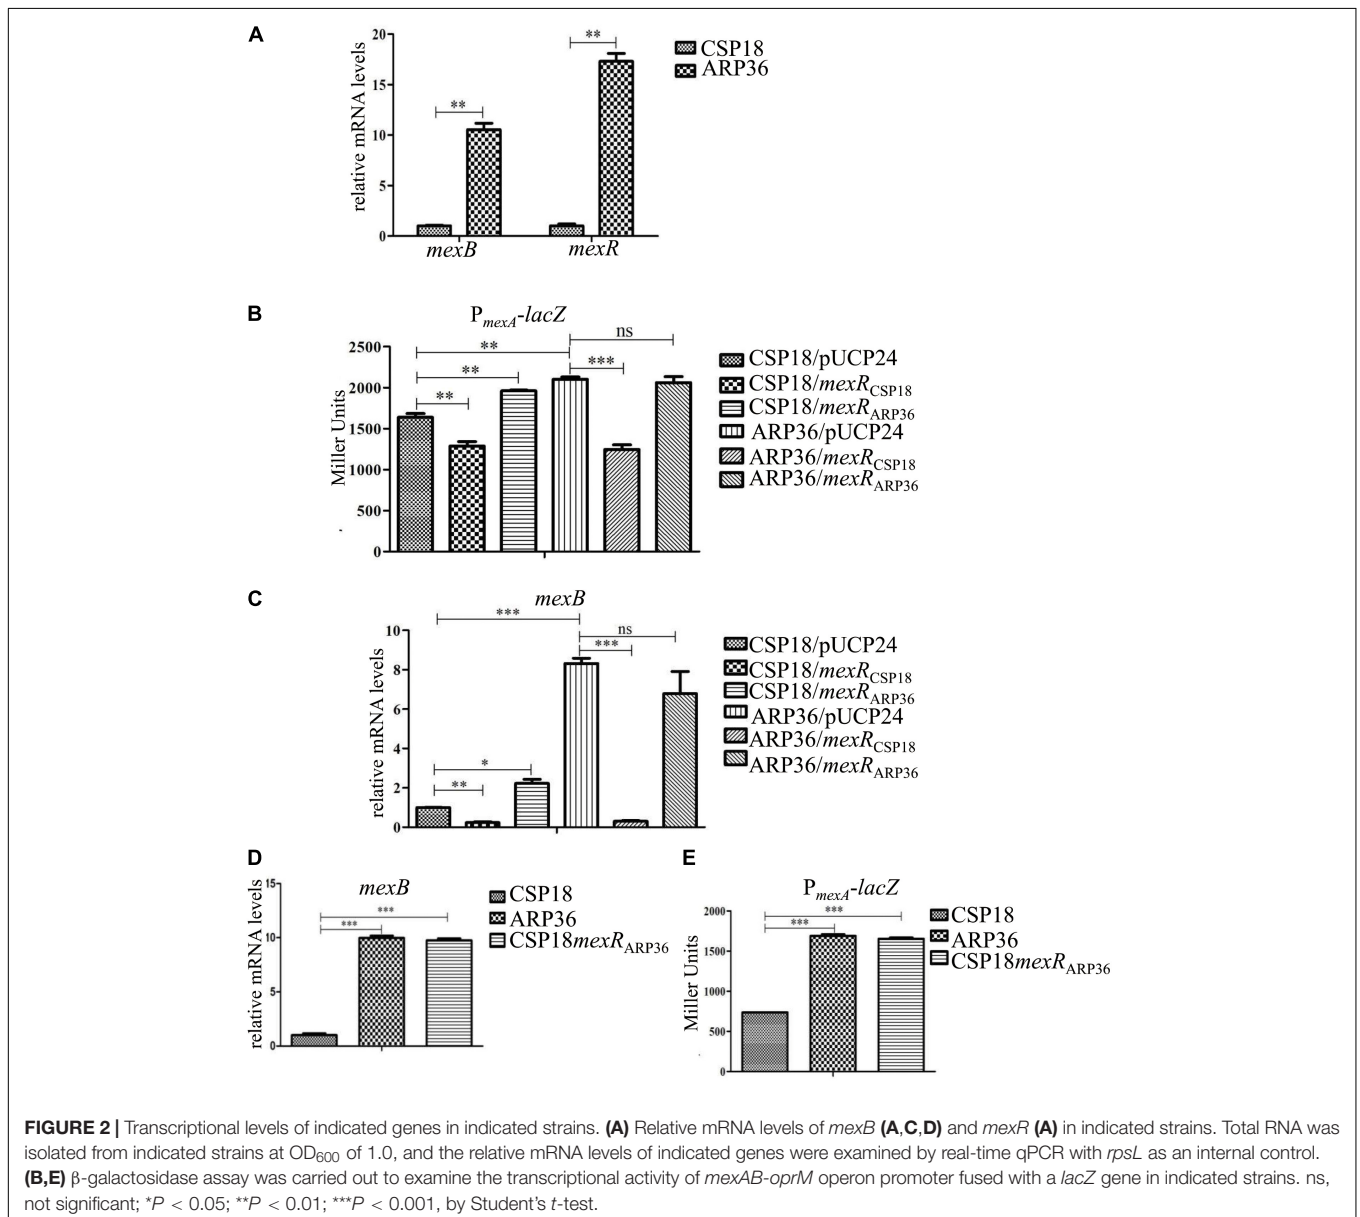 A
20
15
10
5
0
relative mRNA levels
**
**
mexB
mexR
CSP18
ARP36
B
PmexA-lacZ
2500
2000
1500
1000
500
0
Miller Units
ns
**
***
**
**
CSP18/pUCP24
CSP18/mexRCSP18
CSP18/mexRARP36
ARP36/pUCP24
ARP36/mexRCSP18
ARP36/mexRARP36
C
mexB
10
8
6
4
2
0
relative mRNA levels
***
ns
***
*
**
CSP18/pUCP24
CSP18/mexRCSP18
CSP18/mexRARP36
ARP36/pUCP24
ARP36/mexRCSP18
ARP36/mexRARP36
D
mexB
15
10
5
0
relative mRNA levels
***
***
CSP18
ARP36
CSP18mexRARP36
E
PmexA-lacZ
2000
1500
1000
500
0
Miller Units
***
***
CSP18
ARP36
CSP18mexRARP36
FIGURE 2 | Transcriptional levels of indicated genes in indicated strains. (A) Relative mRNA levels of mexB (A,C,D) and mexR (A) in indicated strains. Total RNA was
isolated from indicated strains at OD600 of 1.0, and the relative mRNA levels of indicated genes were examined by real-time qPCR with rpsL as an internal control.
(B,E) β-galactosidase assay was carried out to examine the transcriptional activity of mexAB-oprM operon promoter fused with a lacZ gene in indicated strains. ns,
not significant; *P < 0.05; **P < 0.01; ***P < 0.001, by Student's t-test.